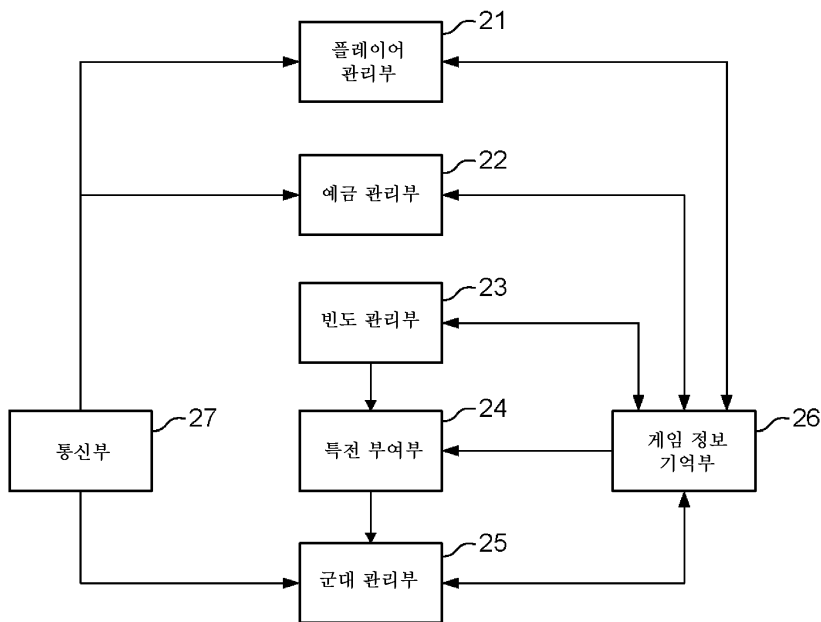 21
플레이어
관리부
22
예금 관리부
23
빈도 관리부
24
특전 부여부
25
군대 관리부
26
게임 정보
기억부
27
통신부